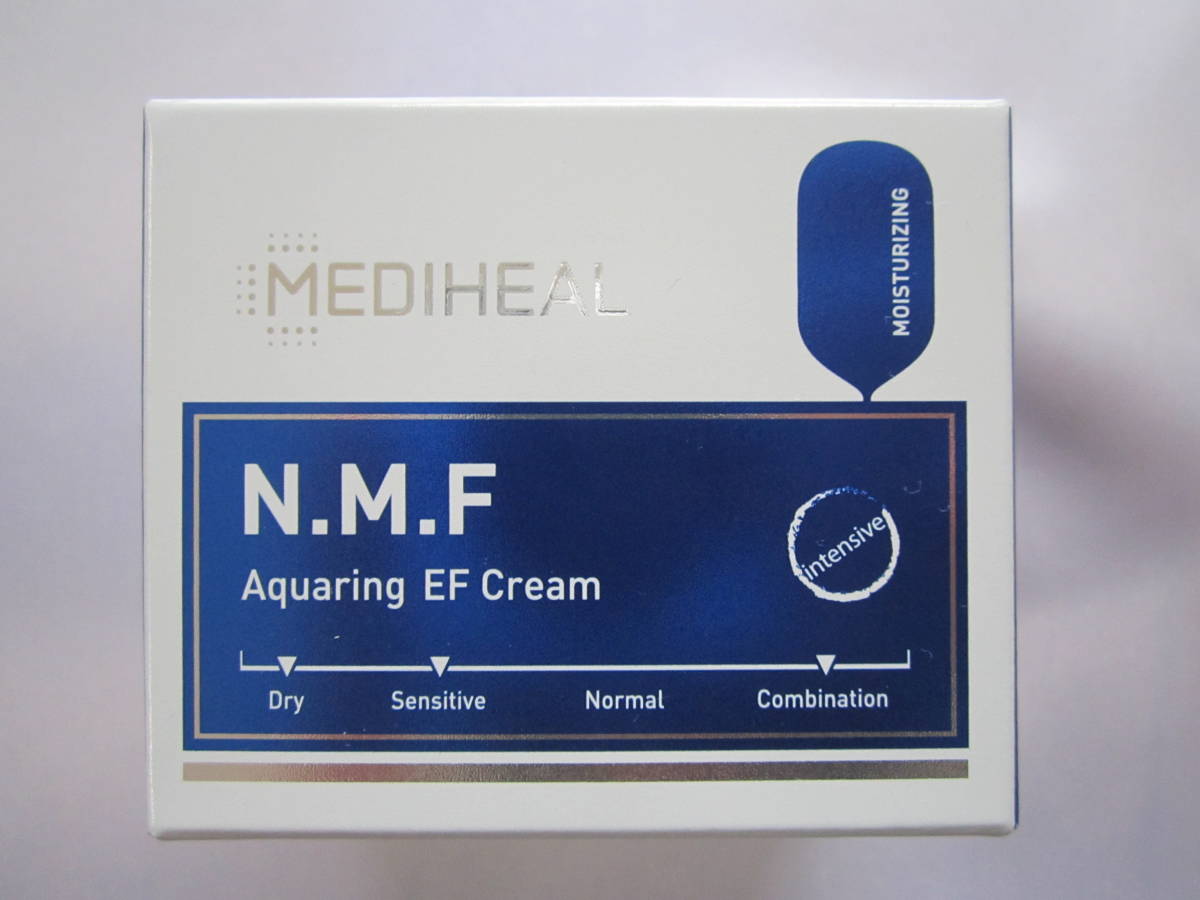 MEDIHEAL
MOISTURIZING
N.M.F
Aquaring EF Cream
intensive
Dry Sensitive Normal Combination